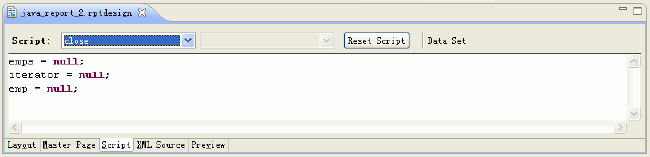 java_report_2.rptdesign
Script: close Reset Script Data Set
emps = null;
iterator = null;
emp = null;
Layout Master Page Script XML Source Preview